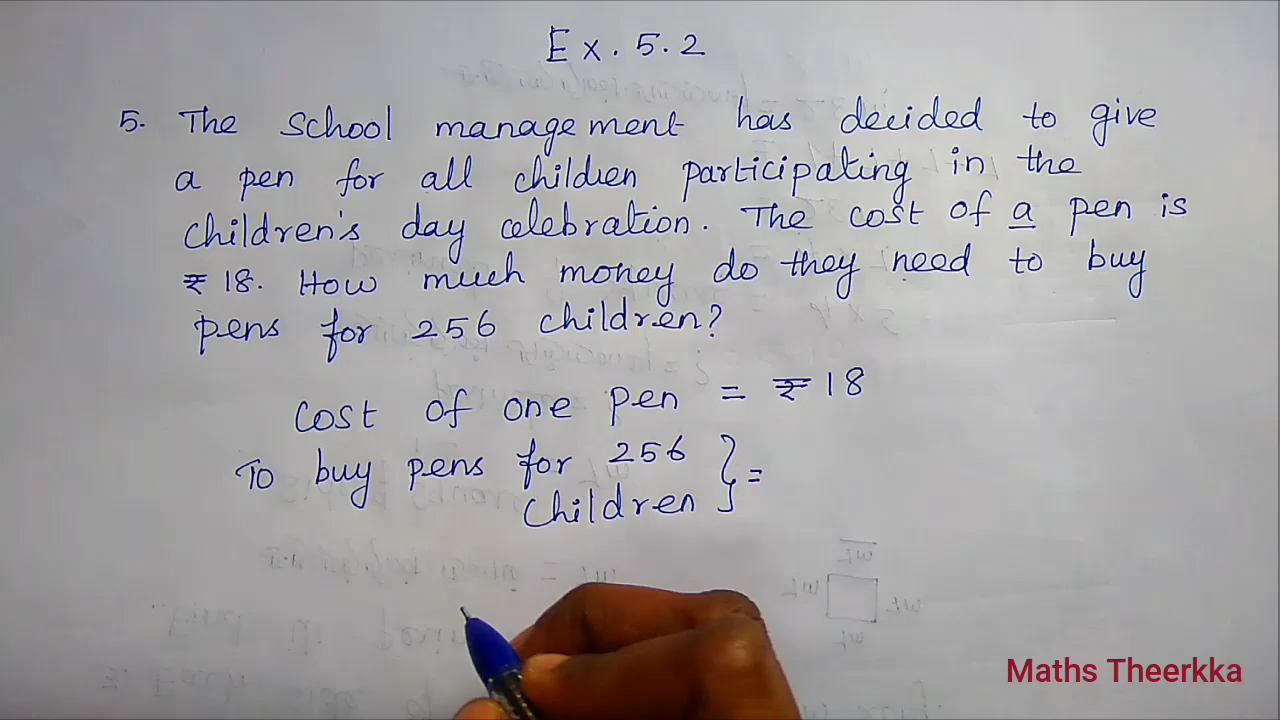 Ex. 5.2
5. The school management has decided to give
a pen for all children participating in the
children's day celebration. The cost of a pen is
₹ 18. How much money do they need to buy
pens for 256 children?
Cost of one pen = ₹ 18
To buy pens for 256
children } =
Maths Theerkka